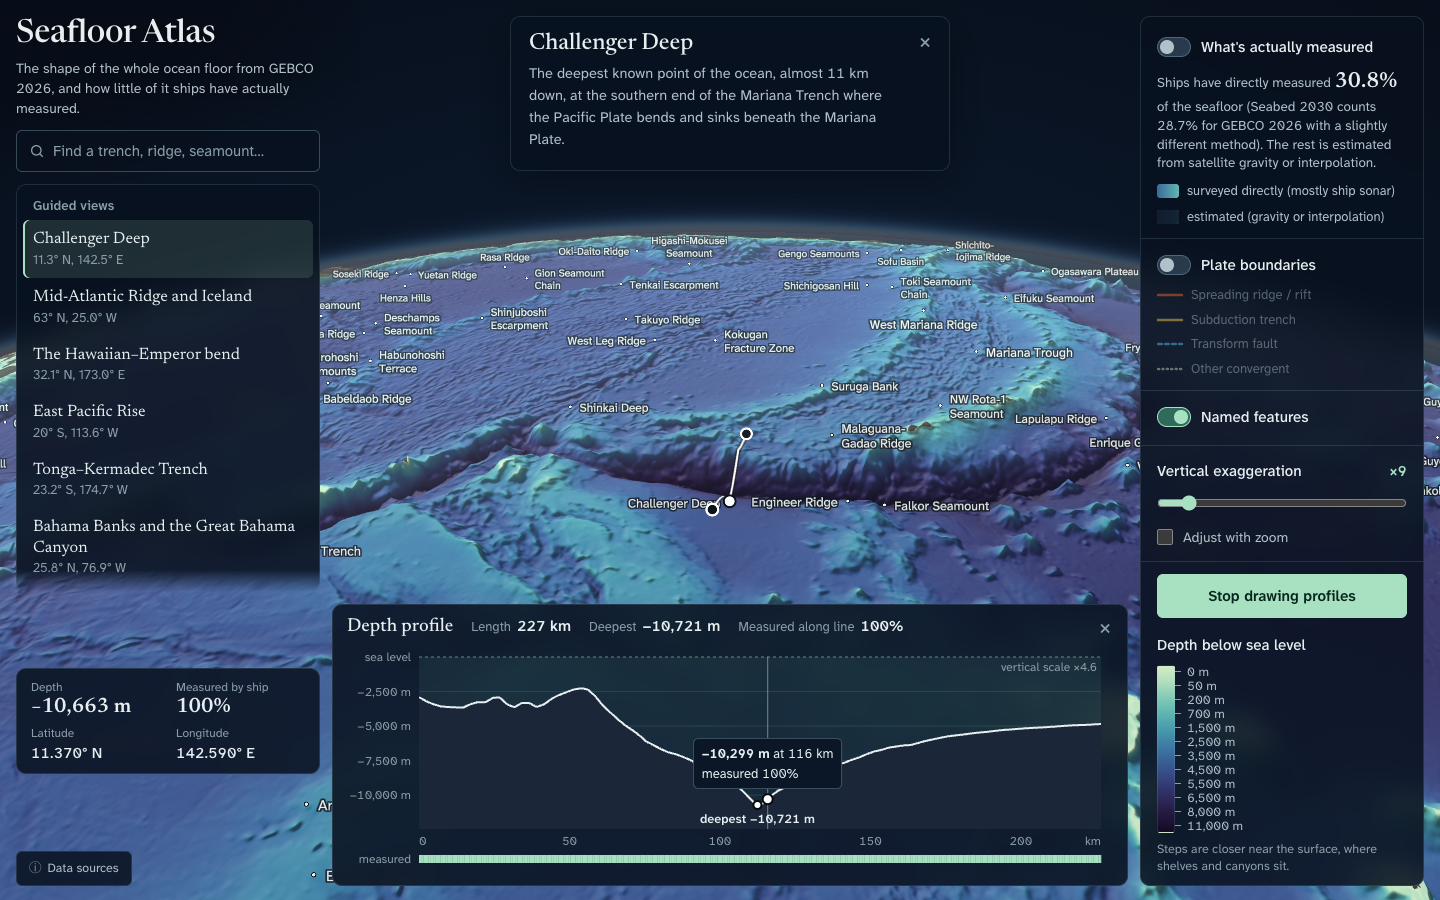 Seafloor Atlas
The shape of the whole ocean floor from GEBCO
2026, and how little of it ships have actually
measured.
Find a trench, ridge, seamount...
Guided views
Challenger Deep
11.3° N, 142.5° E
Mid-Atlantic Ridge and Iceland
63° N, 25.0° W
The Hawaiian–Emperor bend
32.1° N, 173.0° E
East Pacific Rise
20° S, 113.6° W
Tonga–Kermadec Trench
23.2° S, 174.7° W
Bahama Banks and the Great Bahama
Canyon
25.8° N, 76.9° W
Depth
−10,663 m
Measured by ship
100%
Latitude
11.370° N
Longitude
142.590° E
Data sources
Challenger Deep
The deepest known point of the ocean, almost 11 km
down, at the southern end of the Mariana Trench where
the Pacific Plate bends and sinks beneath the Mariana
Plate.
Higashi-Mokusei
Seamount
Oki-Daito Ridge
Rasa Ridge
Gengo Seamounts
Shichito-
Iojima Ridge
Sofu Basin
Ogasawara Plateau
Soseki Ridge
Yuetan Ridge
Gion Seamount
Chain
Tenkai Escarpment
Shichigosan Hill
Toki Seamount
Chain
Eifuku Seamount
eamount
Henza Hills
Deschamps
Seamount
Shinjuboshi
Escarpment
Takuyo Ridge
West Mariana Ridge
a Ridge
West Leg Ridge
Kokugan
Fracture Zone
Mariana Trough
Fry
rohoshi
mounts
Habunohoshi
Terrace
Suruga Bank
Babeldaob Ridge
Shinkai Deep
NW Rota-1
Seamount
Lapulapu Ridge
Malaguana-
Gadao Ridge
Enrique G
Challenger Dee
Engineer Ridge
Falkor Seamount
Trench
Depth profile
Length 227 km
Deepest −10,721 m
Measured along line 100%
sea level
vertical scale ×4.6
−2,500 m
−5,000 m
−7,500 m
−10,000 m
−10,299 m at 116 km
measured 100%
deepest −10,721 m
0 50 100 150 200 km
measured
What's actually measured
Ships have directly measured 30.8%
of the seafloor (Seabed 2030 counts
28.7% for GEBCO 2026 with a slightly
different method). The rest is estimated
from satellite gravity or interpolation.
surveyed directly (mostly ship sonar)
estimated (gravity or interpolation)
Plate boundaries
Spreading ridge / rift
Subduction trench
Transform fault
Other convergent
Named features
Vertical exaggeration ×9
Adjust with zoom
Stop drawing profiles
Depth below sea level
0 m
50 m
200 m
700 m
1,500 m
2,500 m
3,500 m
4,500 m
5,500 m
6,500 m
8,000 m
11,000 m
Steps are closer near the surface, where
shelves and canyons sit.